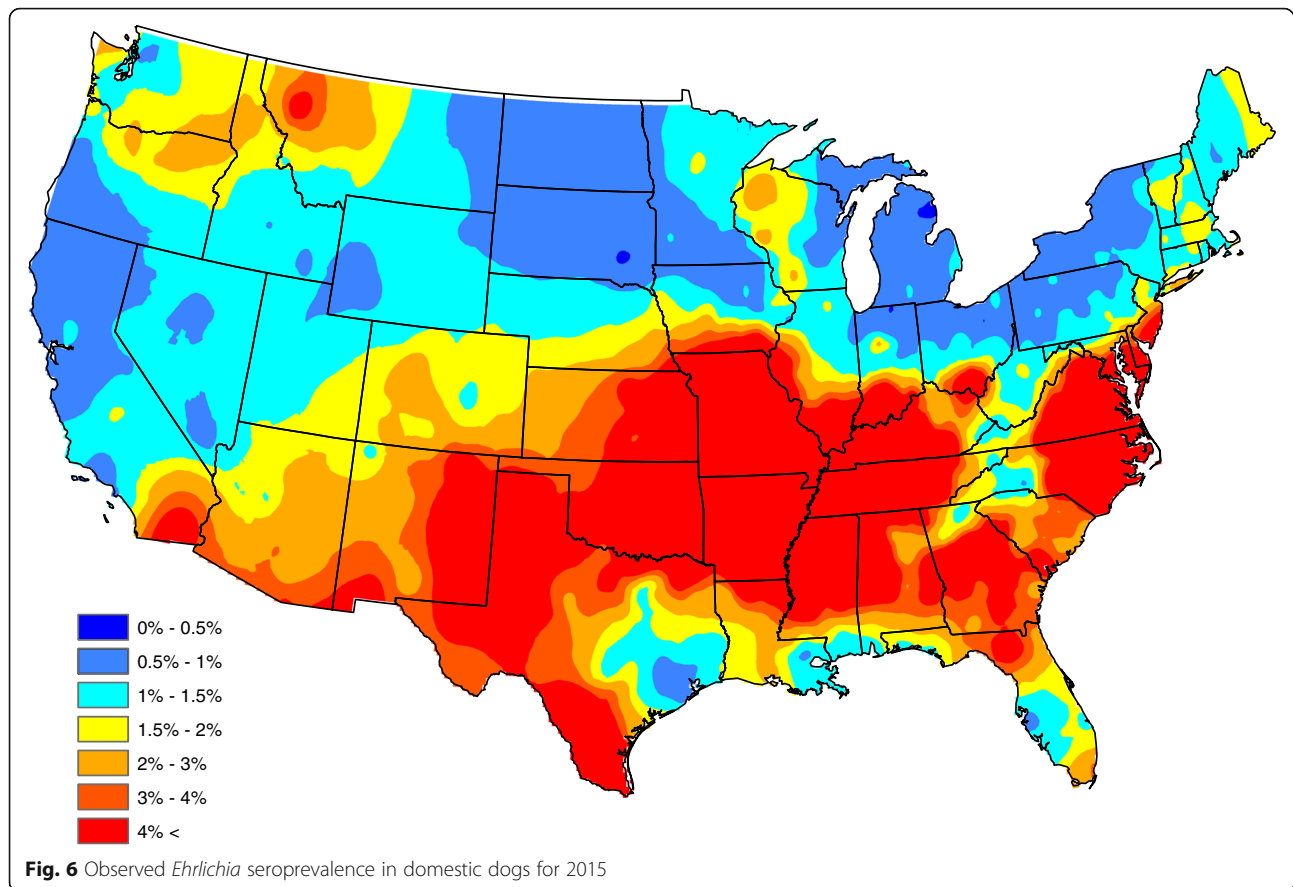 0% - 0.5%
0.5% - 1%
1% - 1.5%
1.5% - 2%
2% - 3%
3% - 4%
4% <
Fig. 6 Observed Ehrlichia seroprevalence in domestic dogs for 2015